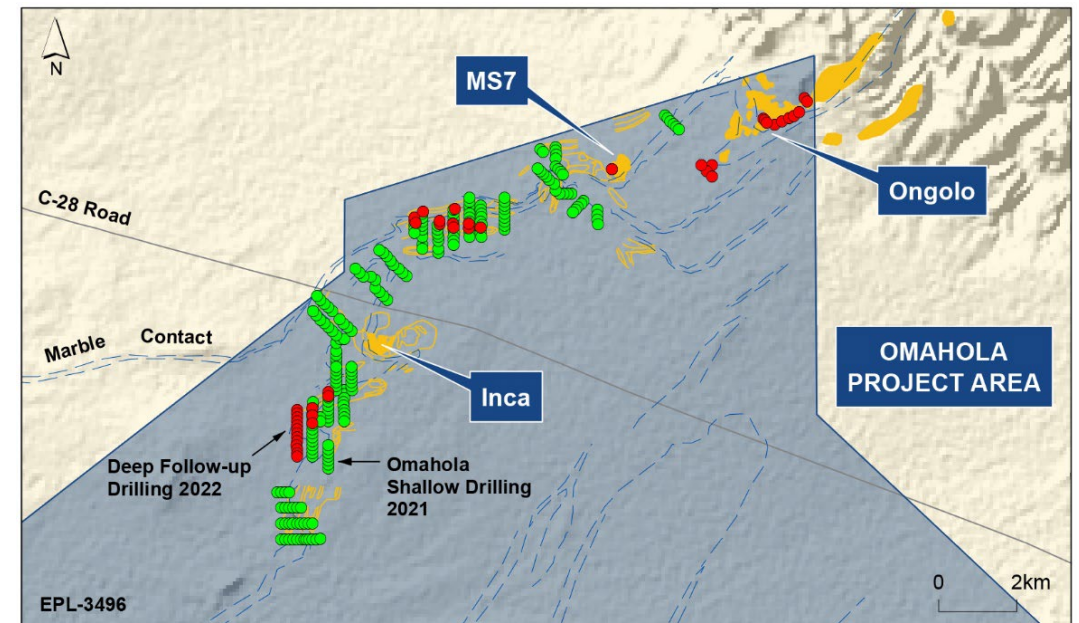 N
MS7
Ongolo
C-28 Road
Marble Contact
OMAHOLA
PROJECT AREA
Inca
Deep Follow-up
Drilling 2022
Omahola
Shallow Drilling
2021
EPL-3496
0 2km